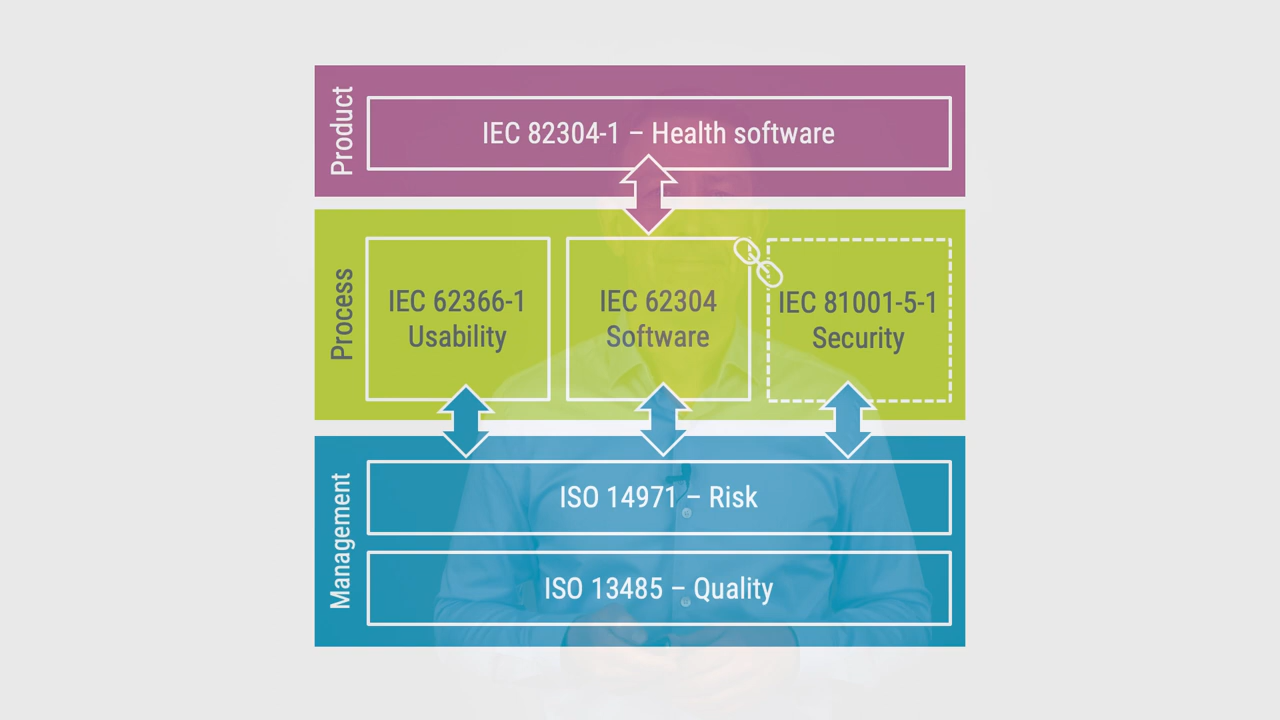 Product
IEC 82304-1 – Health software
Process
IEC 62366-1
Usability
IEC 62304
Software
IEC 81001-5-1
Security
Management
ISO 14971 – Risk
ISO 13485 – Quality